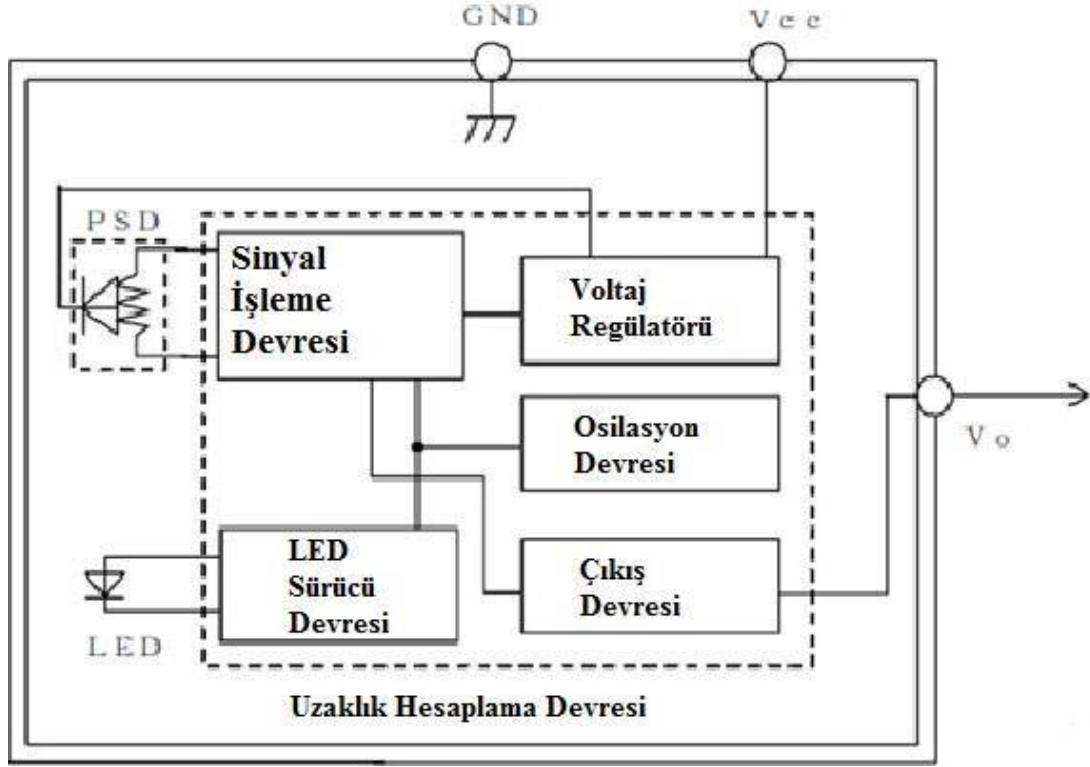 GND
Vcc
PSD
Sinyal
İşleme
Devresi
Voltaj
Regülatörü
Osilasyon
Devresi
Vo
LED
Sürücü
Devresi
Çıkış
Devresi
LED
Uzaklık Hesaplama Devresi